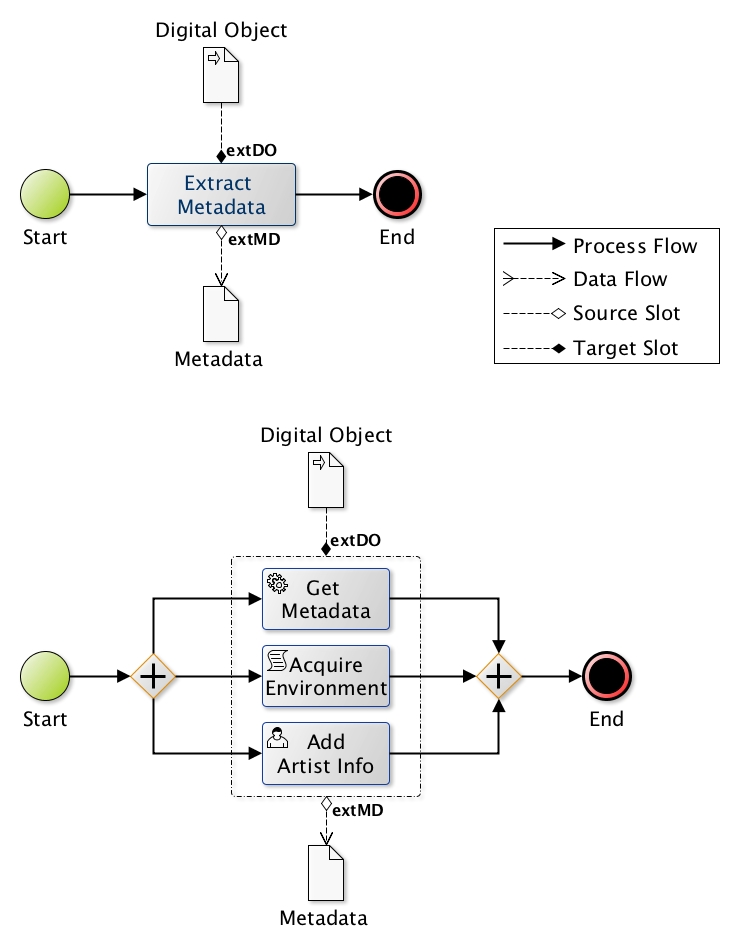 Digital Object
extDO
Extract
Metadata
Start
End
extMD
Metadata
Process Flow
Data Flow
Source Slot
Target Slot
Digital Object
extDO
Get
Metadata
Acquire
Environment
Add
Artist Info
Start
End
extMD
Metadata